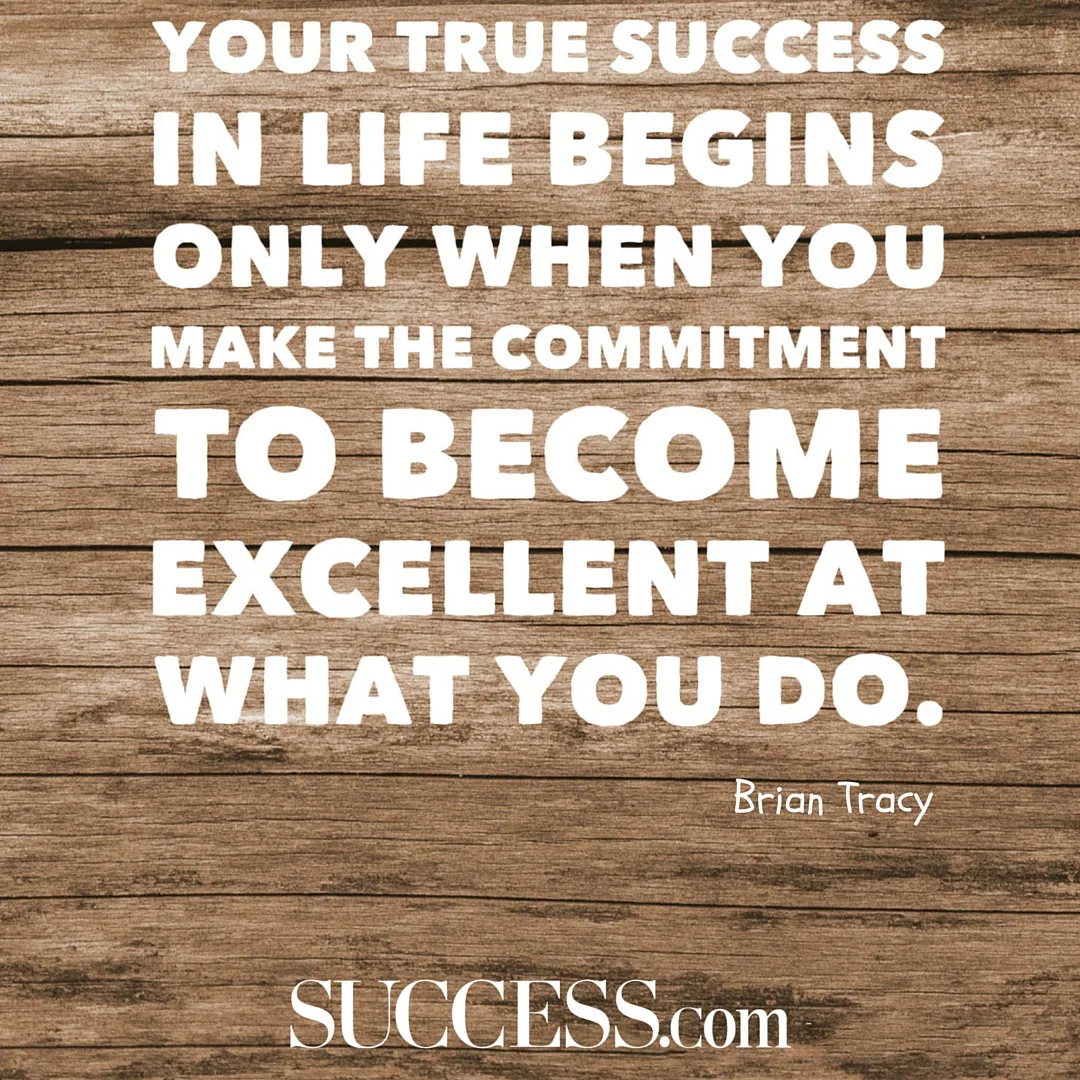 YOUR TRUE SUCCESS
IN LIFE BEGINS
ONLY WHEN YOU
MAKE THE COMMITMENT
TO BECOME
EXCELLENT AT
WHAT YOU DO.
Brian Tracy
SUCCESS.com